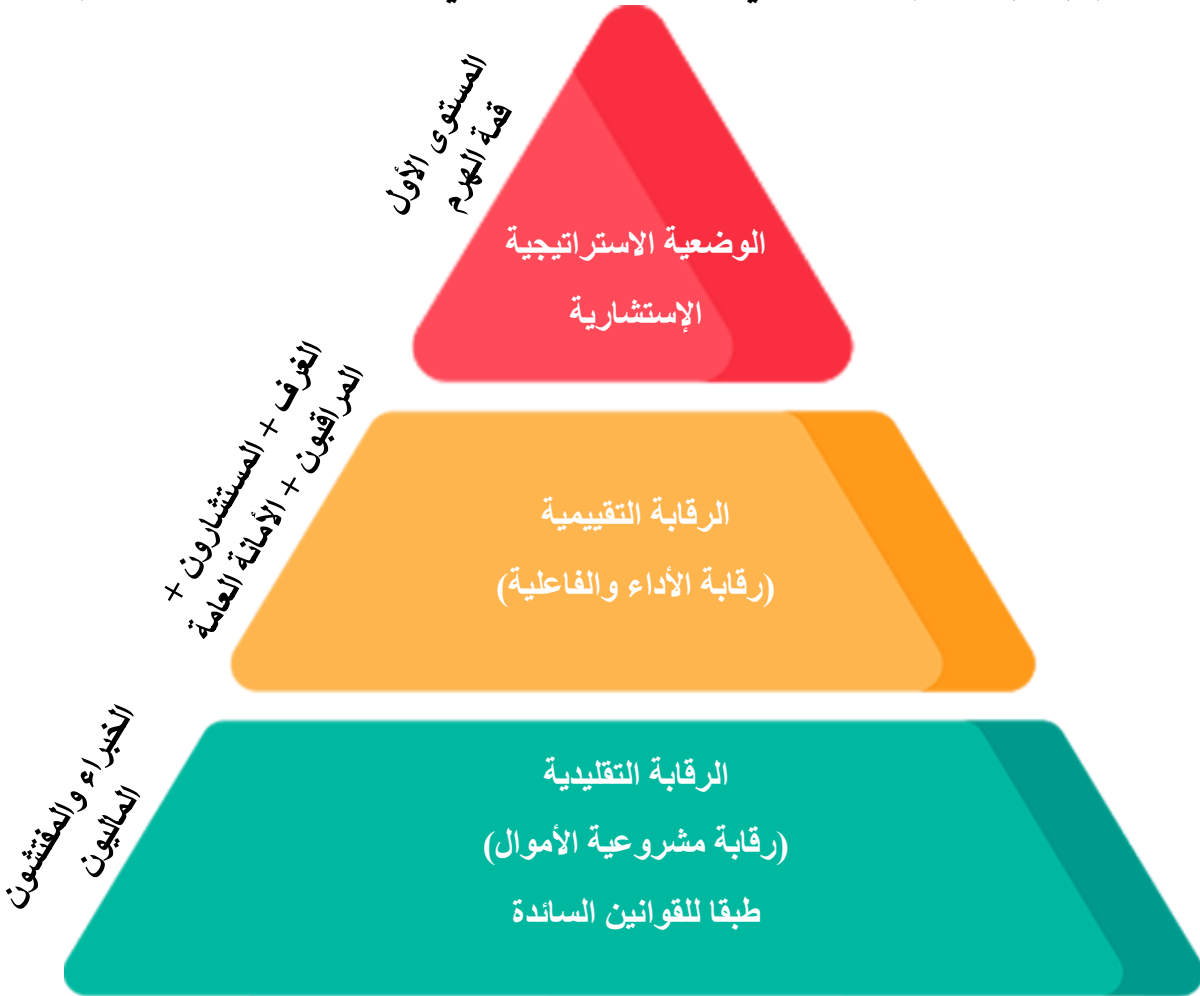 المستوى الأول
قمة الهرم
الوضعية الاستراتيجية
الإستشارية
الغرف + المستشارون +
المراقبون + الأمانة العامة
الرقابة التقييمية
(رقابة الأداء والفاعلية)
الخبراء والمفتشون
الماليون
الرقابة التقليدية
(رقابة مشروعية الأموال)
طبقا للقوانين السائدة